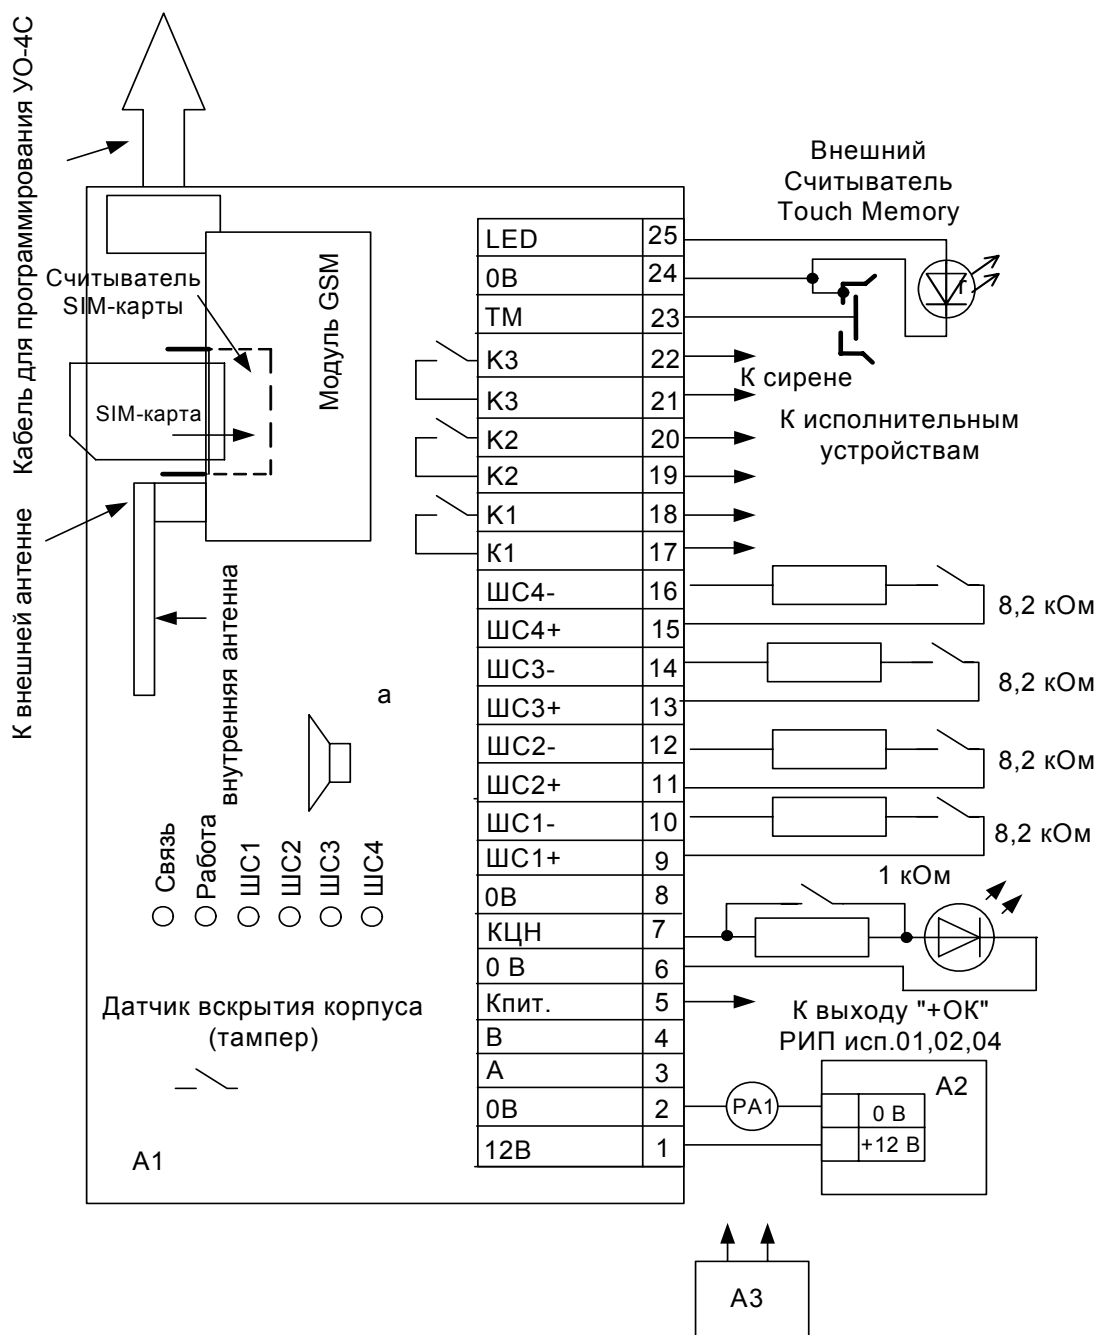 Кабель для программирования УО-4С
К внешней антенне
Считыватель
SIM-карты
SIM-карта
Модуль GSM
внутренняя антенна
а
Связь
Работа
ШС1
ШС2
ШС3
ШС4
Датчик вскрытия корпуса
(тампер)
А1
LED 25
0В 24
ТМ 23
К3 22
К3 21
К2 20
К2 19
К1 18
К1 17
ШС4- 16
ШС4+ 15
ШС3- 14
ШС3+ 13
ШС2- 12
ШС2+ 11
ШС1- 10
ШС1+ 9
0В 8
КЦН 7
0 В 6
Кпит. 5
В 4
А 3
0В 2
12В 1
Внешний
Считыватель
Touch Memory
r
К сирене
К исполнительным
устройствам
8,2 кОм
8,2 кОм
8,2 кОм
8,2 кОм
1 кОм
К выходу "+ОК"
РИП исп.01,02,04
РА1
А2
0 В
+12 В
А3